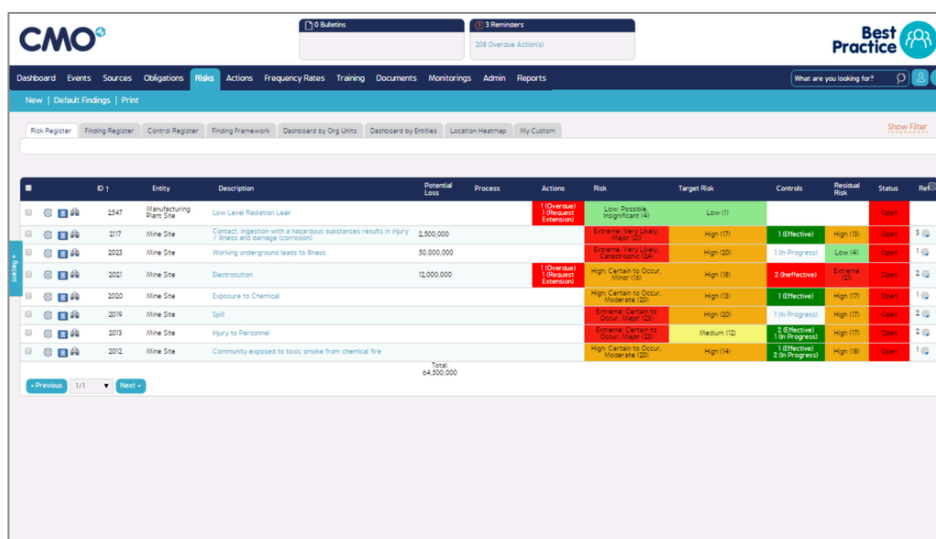 CMO
0 Bulletins
3 Reminders
208 Overdue Action(s)
Best
Practice
Dashboard Events Sources Obligations Risks Actions Frequency Rates Training Documents Monitorings Admin Reports
What are you looking for?
New | Default Findings | Print
Risk Register Finding Register Control Register Finding Framework Dashboard by Org Units Dashboard by Entities Location Heatmap My Custom
Show Filter
ID ↑ Entity Description Potential Loss Process Actions Risk Target Risk Controls Residual Risk Status Ref
2547 Manufacturing Plant Site Low Level Radiation Leak 1 (Overdue) 1 (Request Extension) Low: Possible, Insignificant (4) Low (1) Open
2117 Mine Site Contact, ingestion with a hazardous substances results in injury / illness and damage (corrosion) 2,500,000 Extreme: Very Likely, Major (21) High (17) 1 (Effective) High (13) Open 3
2023 Mine Site Working underground leads to Illness 50,000,000 Extreme: Very Likely, Catastrophic (24) High (20) 1 (In Progress) Low (4) Open 1
2021 Mine Site Electrocution 12,000,000 1 (Overdue) 1 (Request Extension) High: Certain to Occur, Minor (16) High (18) 2 (Ineffective) Extreme (21) Open 2
2020 Mine Site Exposure to Chemical High: Certain to Occur, Moderate (20) High (13) 1 (Effective) High (17) Open 1
2019 Mine Site Spill Extreme: Certain to Occur, Major (23) High (20) 1 (In Progress) High (17) Open 2
2013 Mine Site Injury to Personnel Extreme: Certain to Occur, Major (23) Medium (12) 2 (Effective) 1 (In Progress) High (17) Open 2
2012 Mine Site Community exposed to toxic smoke from chemical fire High: Certain to Occur, Moderate (20) High (14) 1 (Effective) 2 (In Progress) High (18) Open 1
Total:
64,500,000
Previous 1/1 Next
+ Recent